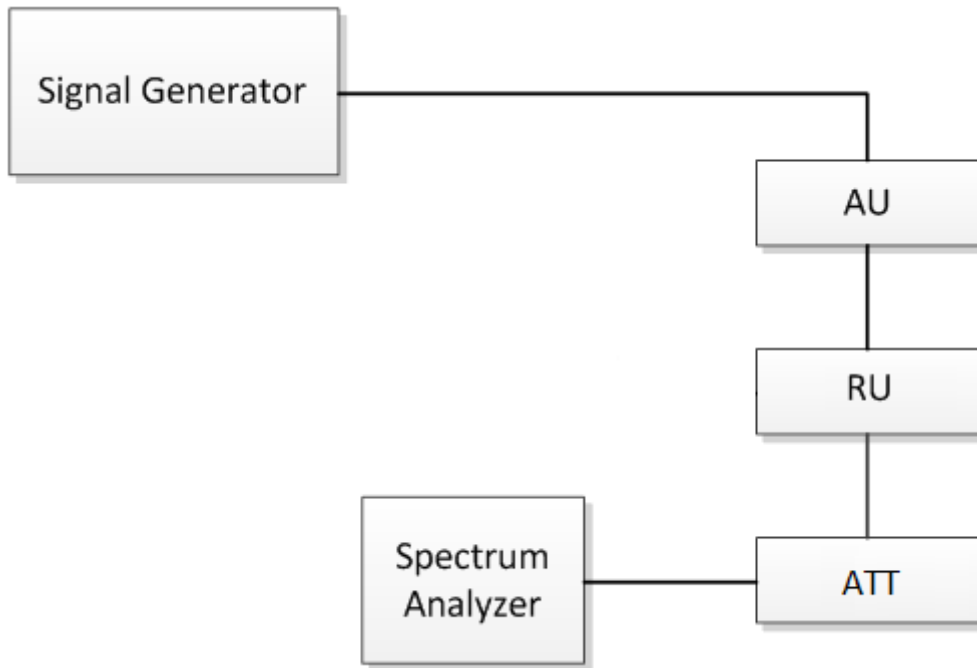 Signal Generator
AU
RU
Spectrum
Analyzer
ATT